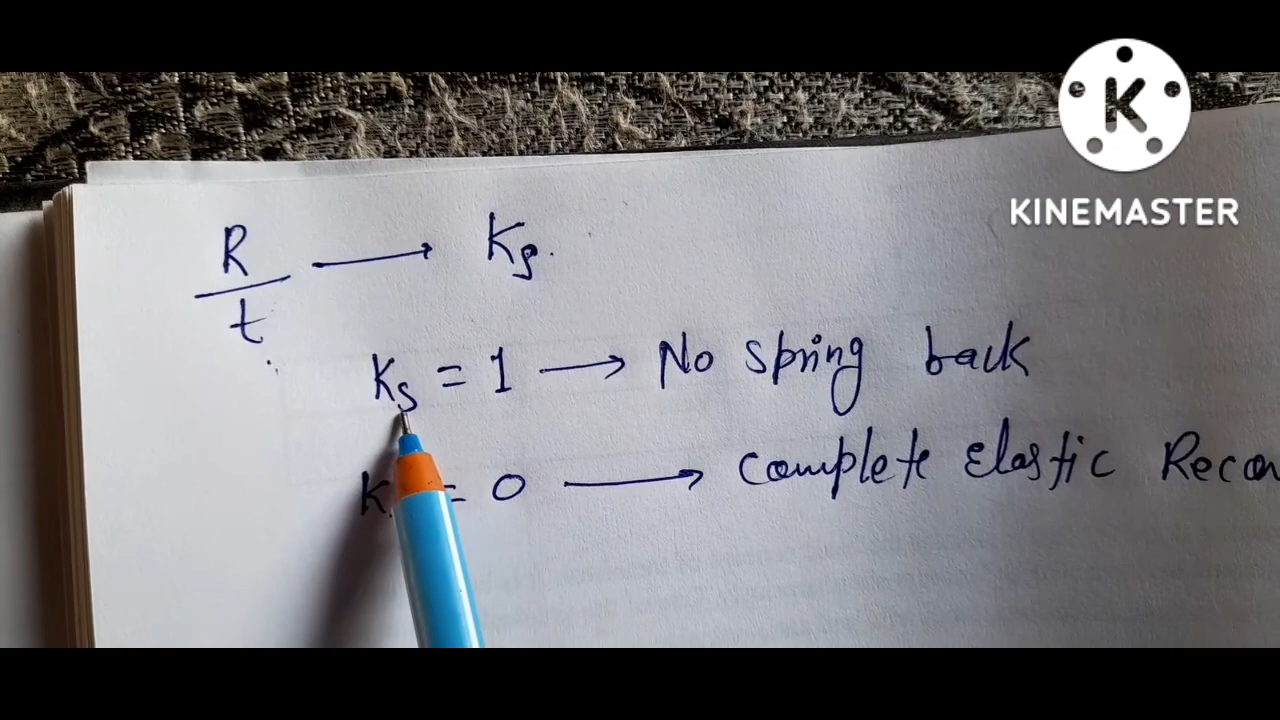 K
KINEMASTER
R/t → Ks.
Ks = 1 → No spring back
K = 0 → complete Elastic